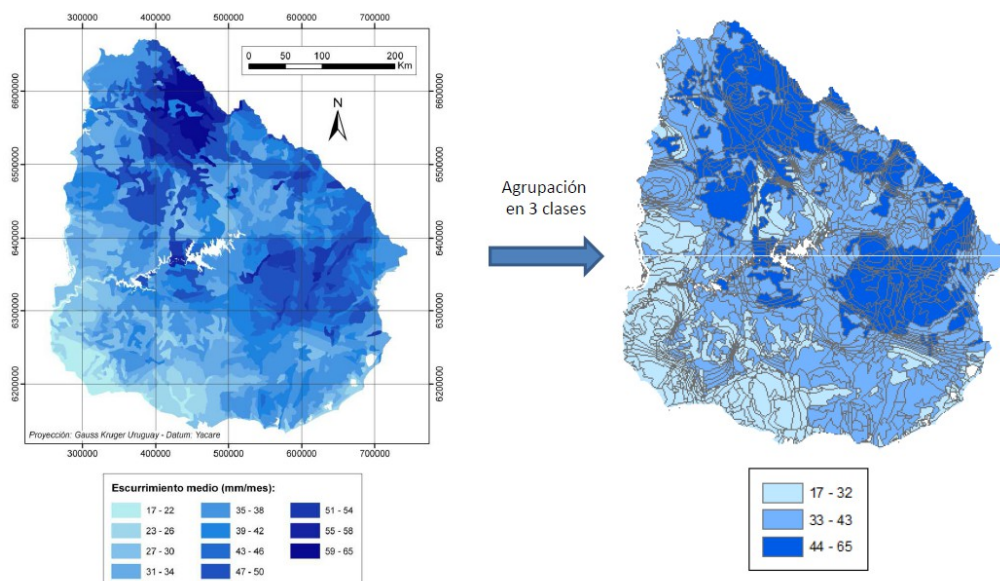 300000 400000 500000 600000 700000
0 50 100 200
Km
N
6600000
6500000
6400000
6300000
6200000
6600000
6500000
6400000
6300000
6200000
Proyección: Gauss Kruger Uruguay - Datum: Yacare
300000 400000 500000 600000 700000
Escurrimiento medio (mm/mes):
17 - 22 35 - 38 51 - 54
23 - 26 39 - 42 55 - 58
27 - 30 43 - 46 59 - 65
31 - 34 47 - 50
Agrupación
en 3 clases
17 - 32
33 - 43
44 - 65